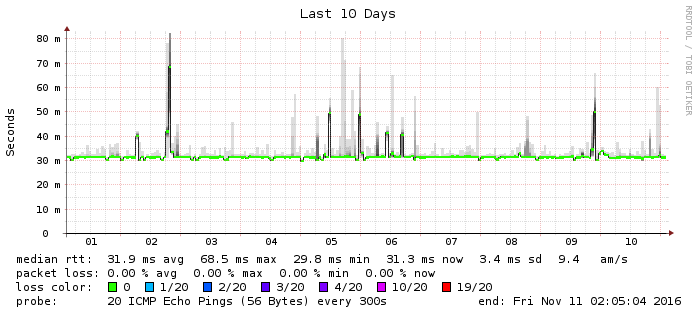 Last 10 Days
RRDTOOL / TOBI OETIKER
Seconds
80 m
70 m
60 m
50 m
40 m
30 m
20 m
10 m
0
01 02 03 04 05 06 07 08 09 10
median rtt: 31.9 ms avg 68.5 ms max 29.8 ms min 31.3 ms now 3.4 ms sd 9.4 am/s
packet loss: 0.00 % avg 0.00 % max 0.00 % min 0.00 % now
loss color: 0 1/20 2/20 3/20 4/20 10/20 19/20
probe: 20 ICMP Echo Pings (56 Bytes) every 300s end: Fri Nov 11 02:05:04 2016